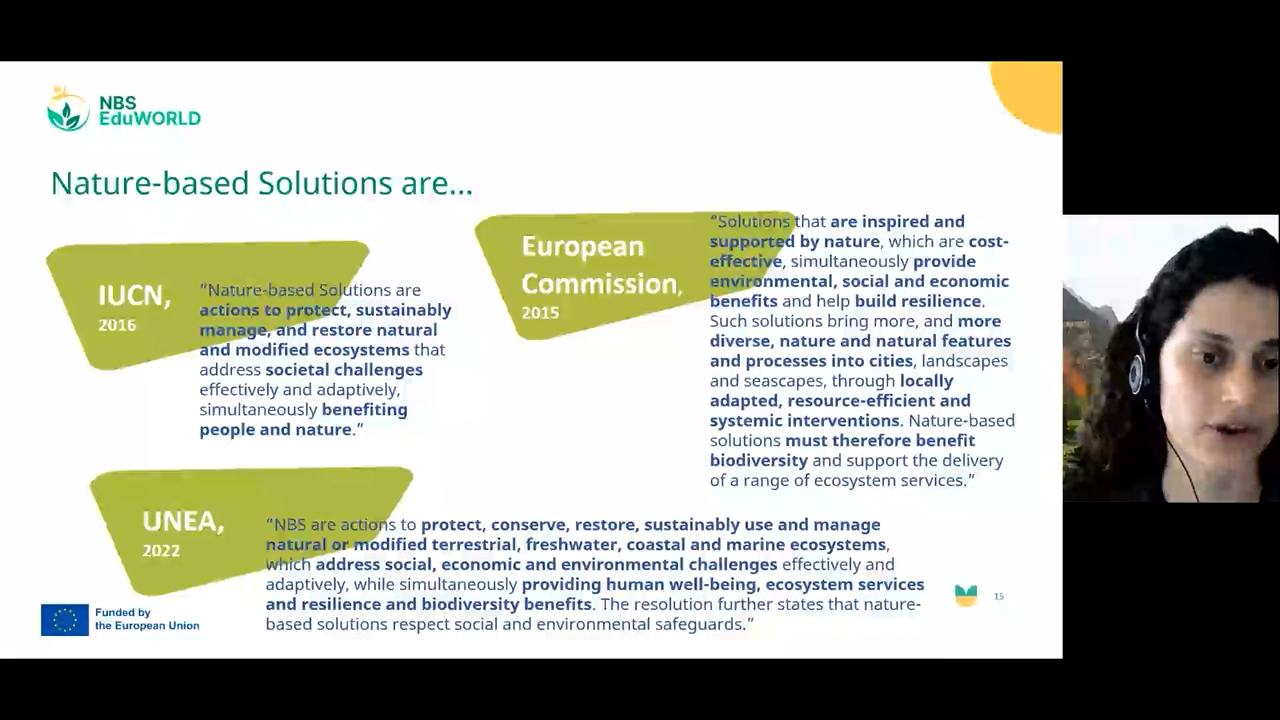 NBS
EduWORLD
Nature-based Solutions are...
IUCN,
2016
“Nature-based Solutions are
actions to protect, sustainably
manage, and restore natural
and modified ecosystems that
address societal challenges
effectively and adaptively,
simultaneously benefiting
people and nature.”
European
Commission,
2015
“Solutions that are inspired and
supported by nature, which are cost-
effective, simultaneously provide
environmental, social and economic
benefits and help build resilience.
Such solutions bring more, and more
diverse, nature and natural features
and processes into cities, landscapes
and seascapes, through locally
adapted, resource-efficient and
systemic interventions. Nature-based
solutions must therefore benefit
biodiversity and support the delivery
of a range of ecosystem services.”
UNEA,
2022
“NBS are actions to protect, conserve, restore, sustainably use and manage
natural or modified terrestrial, freshwater, coastal and marine ecosystems,
which address social, economic and environmental challenges effectively and
adaptively, while simultaneously providing human well-being, ecosystem services
and resilience and biodiversity benefits. The resolution further states that nature-
based solutions respect social and environmental safeguards.”
Funded by
the European Union
15